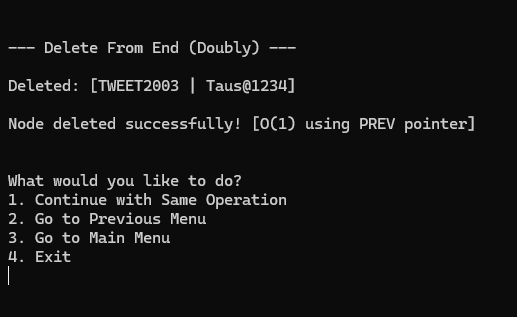 --- Delete From End (Doubly) ---
Deleted: [TWEET2003 | Taus@1234]
Node deleted successfully! [O(1) using PREV pointer]
What would you like to do?
1. Continue with Same Operation
2. Go to Previous Menu
3. Go to Main Menu
4. Exit